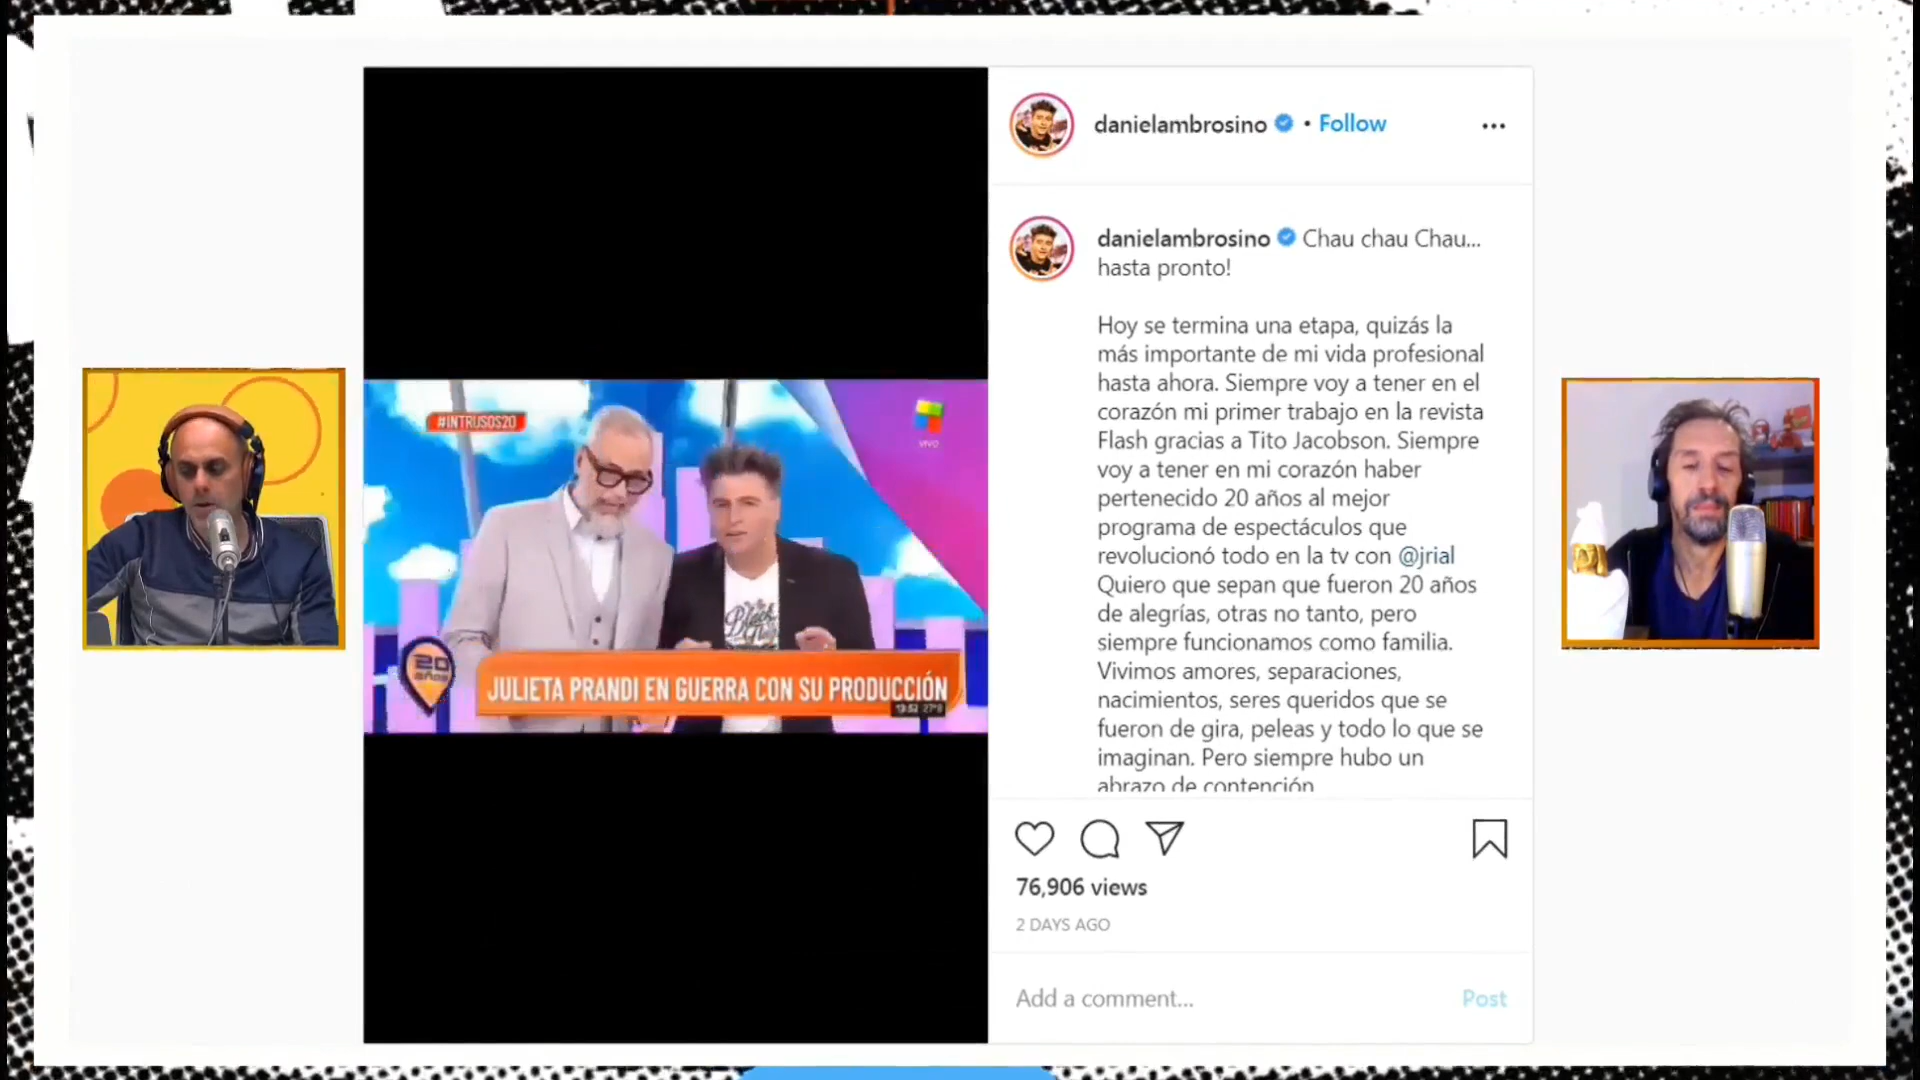 danielambrosino • Follow
danielambrosino Chau chau Chau...
hasta pronto!
Hoy se termina una etapa, quizás la
más importante de mi vida profesional
hasta ahora. Siempre voy a tener en el
corazón mi primer trabajo en la revista
Flash gracias a Tito Jacobson. Siempre
voy a tener en mi corazón haber
pertenecido 20 años al mejor
programa de espectáculos que
revolucionó todo en la tv con @jrial
Quiero que sepan que fueron 20 años
de alegrías, otras no tanto, pero
siempre funcionamos como familia.
Vivimos amores, separaciones,
nacimientos, seres queridos que se
fueron de gira, peleas y todo lo que se
imaginan. Pero siempre hubo un
abrazo de contención
76,906 views
2 DAYS AGO
Add a comment... Post
#INTRUSOS20
VIVO
Black
20
años
JULIETA PRANDI EN GUERRA CON SU PRODUCCIÓN
13:52 27°8